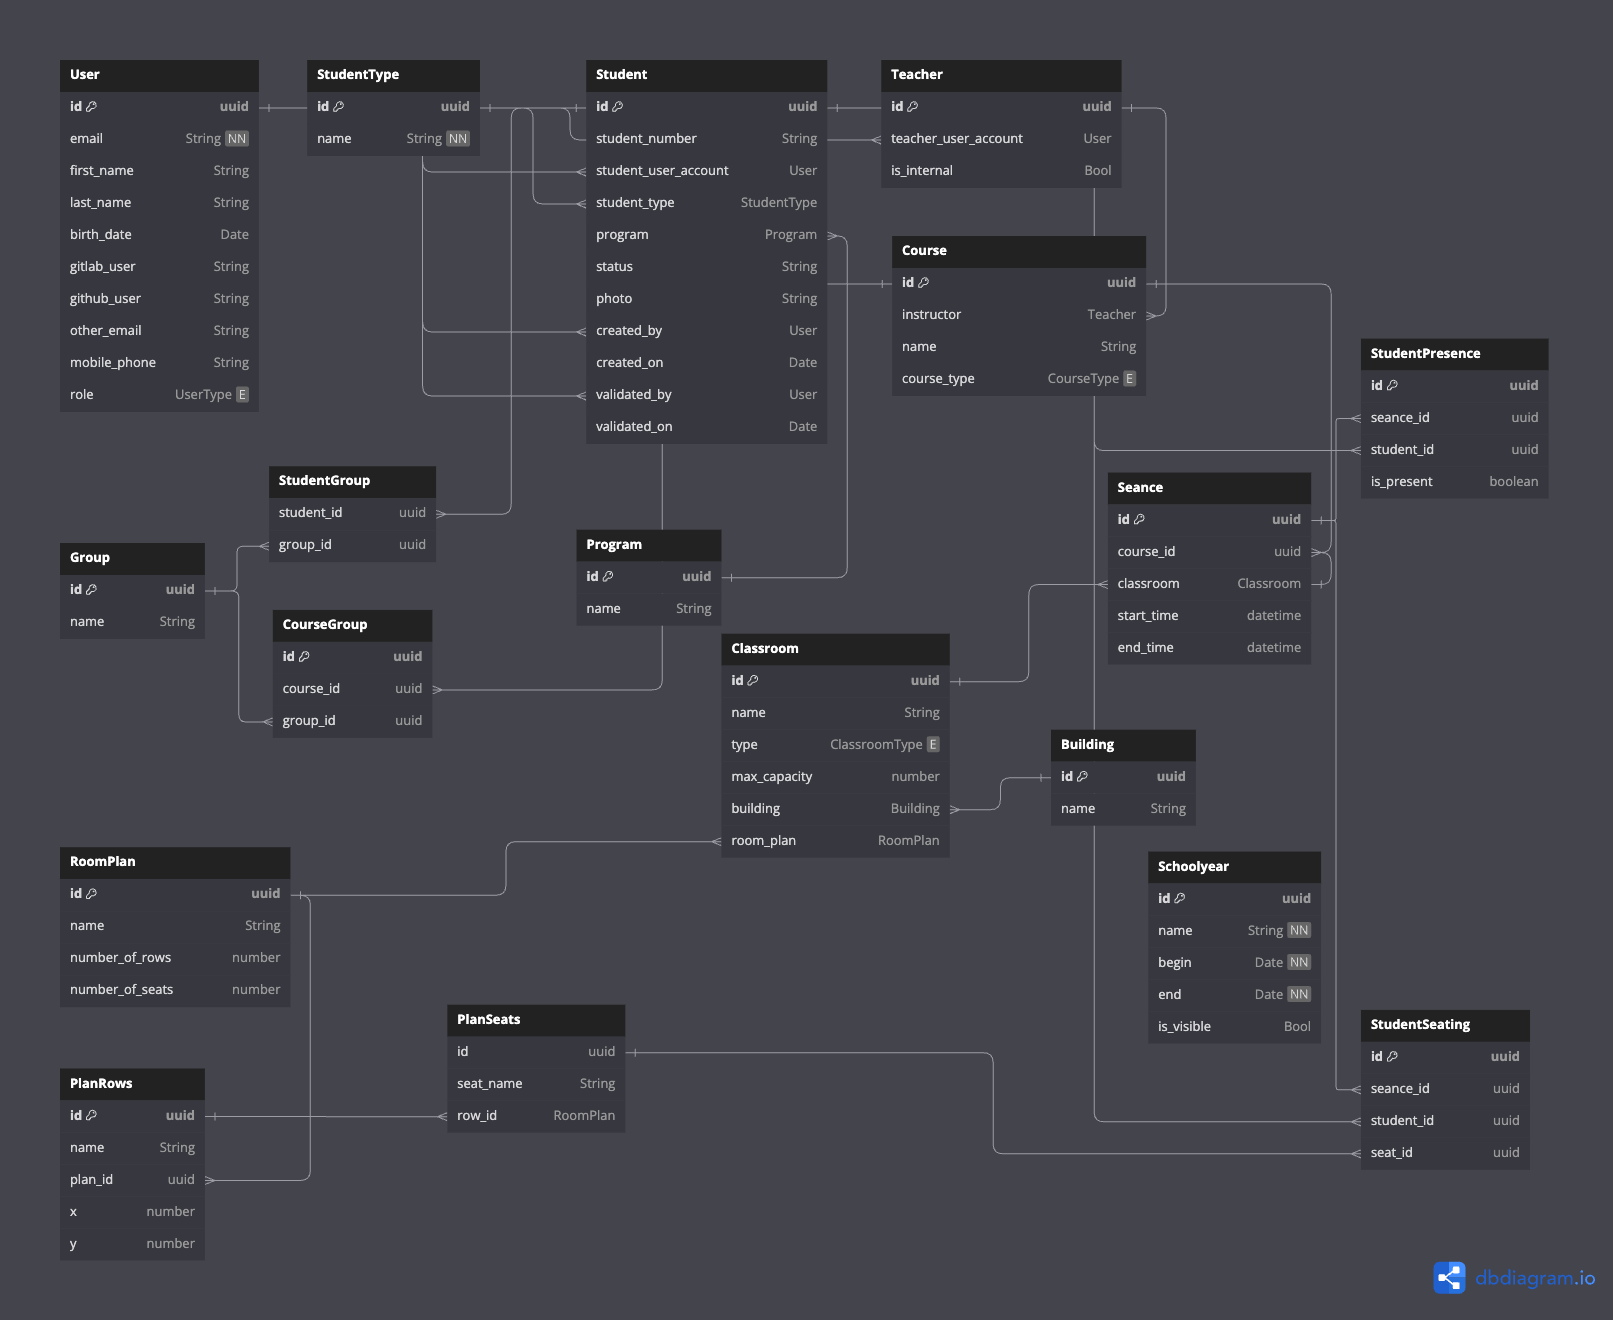 User
id uuid
email String NN
first_name String
last_name String
birth_date Date
gitlab_user String
github_user String
other_email String
mobile_phone String
role UserType E
StudentType
id uuid
name String NN
Student
id uuid
student_number String
student_user_account User
student_type StudentType
program Program
status String
photo String
created_by User
created_on Date
validated_by User
validated_on Date
Teacher
id uuid
teacher_user_account User
is_internal Bool
Course
id uuid
instructor Teacher
name String
course_type CourseType E
StudentPresence
id uuid
seance_id uuid
student_id uuid
is_present boolean
Seance
id uuid
course_id uuid
classroom Classroom
start_time datetime
end_time datetime
StudentGroup
student_id uuid
group_id uuid
Group
id uuid
name String
CourseGroup
id uuid
course_id uuid
group_id uuid
Program
id uuid
name String
Classroom
id uuid
name String
type ClassroomType E
max_capacity number
building Building
room_plan RoomPlan
Building
id uuid
name String
RoomPlan
id uuid
name String
number_of_rows number
number_of_seats number
Schoolyear
id uuid
name String NN
begin Date NN
end Date NN
is_visible Bool
PlanSeats
id uuid
seat_name String
row_id RoomPlan
StudentSeating
id uuid
seance_id uuid
student_id uuid
seat_id uuid
PlanRows
id uuid
name String
plan_id uuid
x number
y number
dbdiagram.io